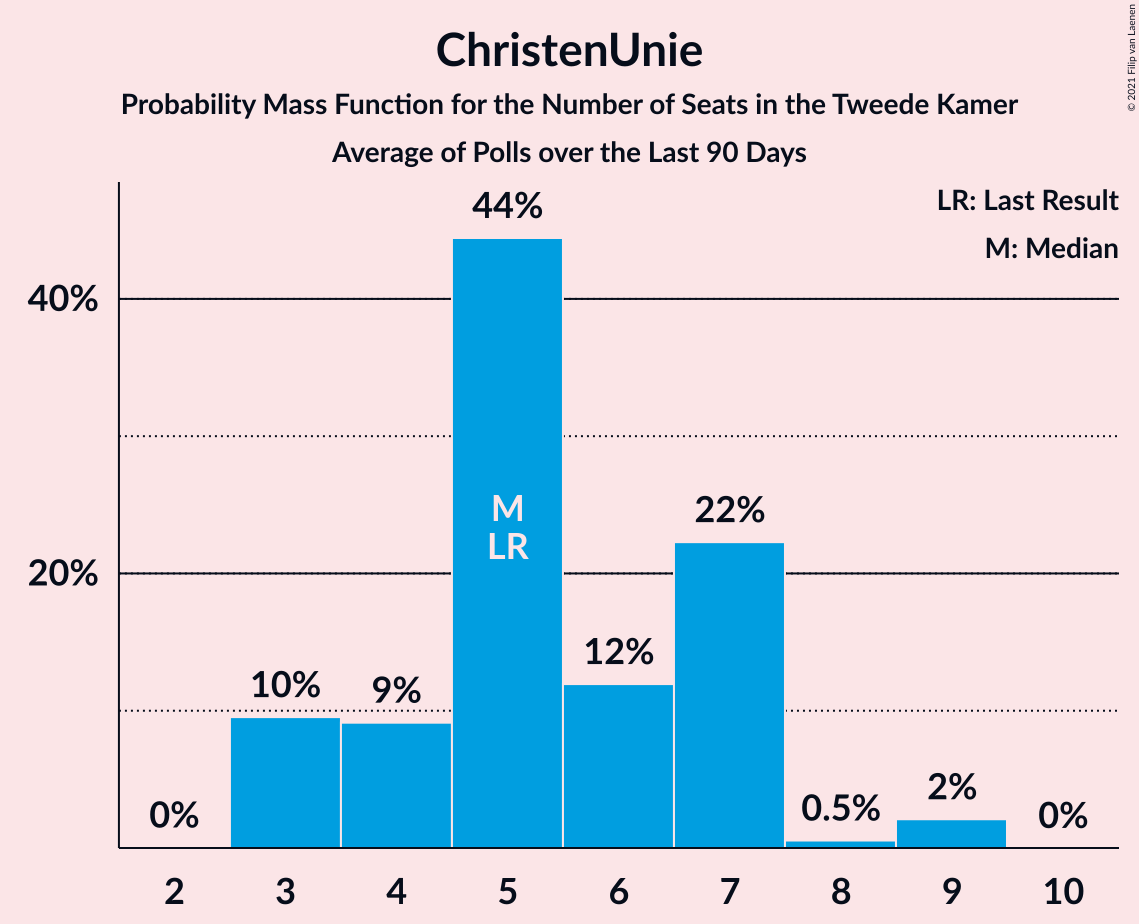 ChristenUnie
Probability Mass Function for the Number of Seats in the Tweede Kamer
Average of Polls over the Last 90 Days
© 2021 Filip van Laenen
LR: Last Result
M: Median
40%
20%
0%
10%
9%
44%
M
LR
12%
22%
0.5%
2%
0%
2 3 4 5 6 7 8 9 10